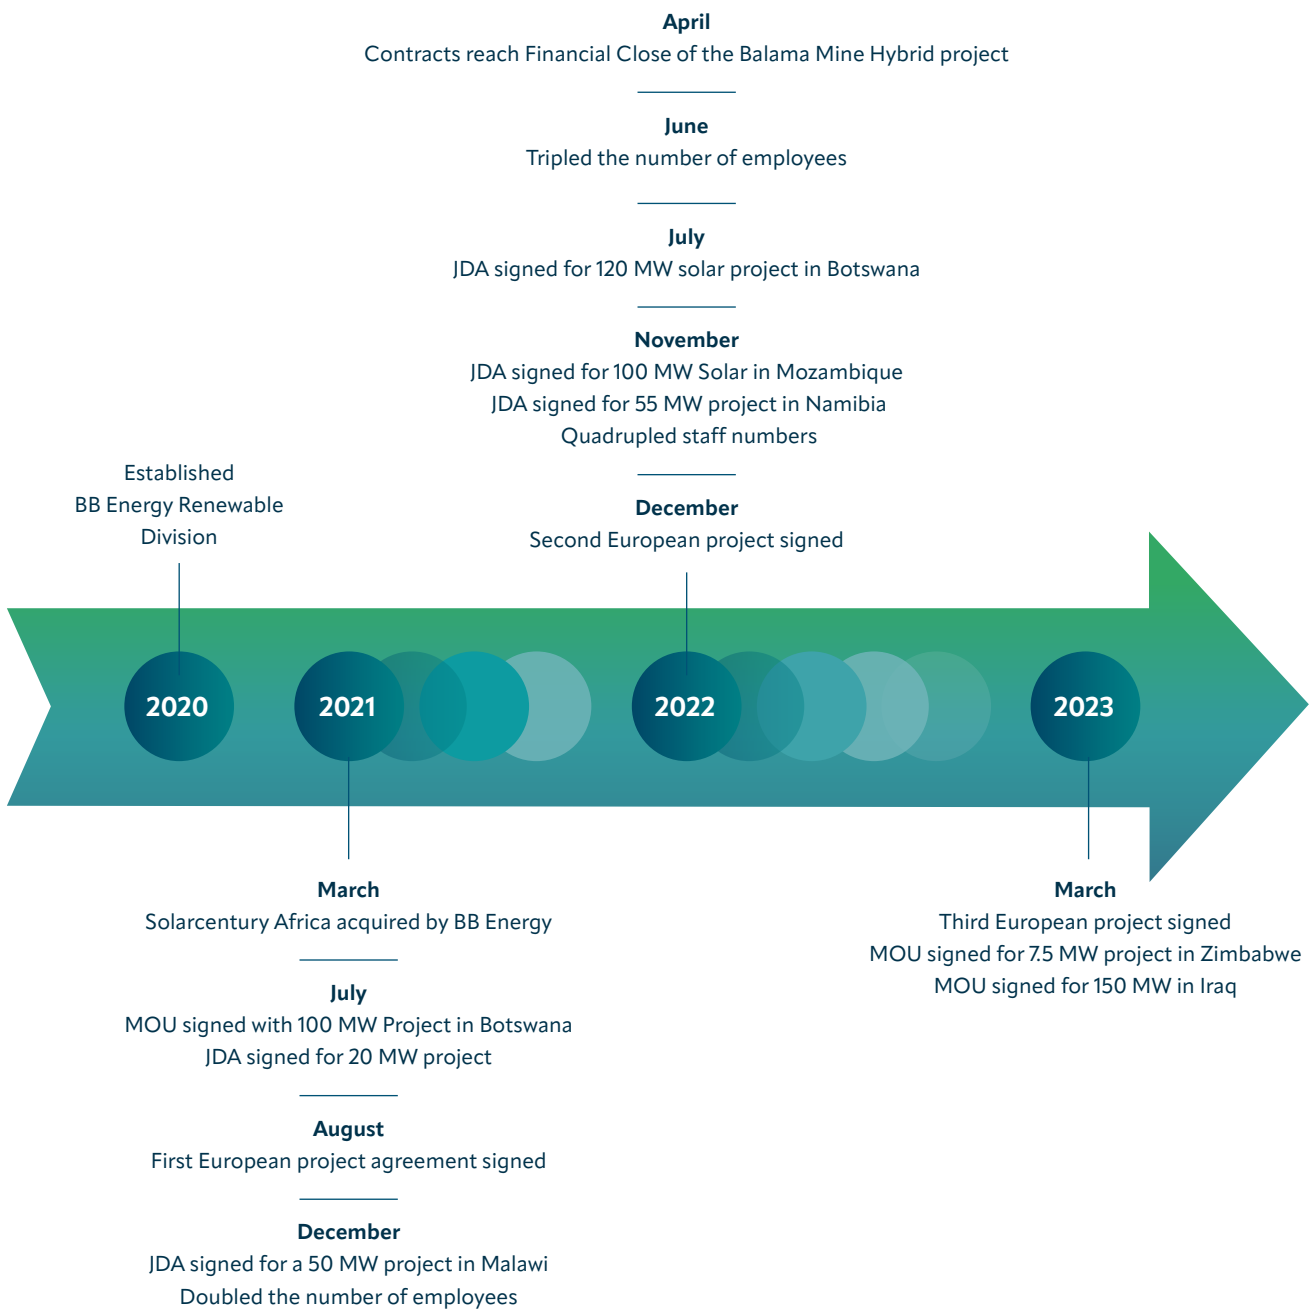 April
Contracts reach Financial Close of the Balama Mine Hybrid project
June
Tripled the number of employees
July
JDA signed for 120 MW solar project in Botswana
November
JDA signed for 100 MW Solar in Mozambique
JDA signed for 55 MW project in Namibia
Quadrupled staff numbers
December
Second European project signed
Established
BB Energy Renewable
Division
2020
2021
2022
2023
March
Solarcentury Africa acquired by BB Energy
July
MOU signed with 100 MW Project in Botswana
JDA signed for 20 MW project
August
First European project agreement signed
December
JDA signed for a 50 MW project in Malawi
Doubled the number of employees
March
Third European project signed
MOU signed for 7.5 MW project in Zimbabwe
MOU signed for 150 MW in Iraq